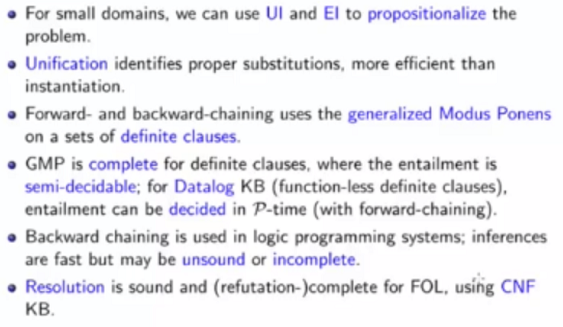 • For small domains, we can use UI and EI to propositionalize the
problem.
• Unification identifies proper substitutions, more efficient than
instantiation.
• Forward- and backward-chaining uses the generalized Modus Ponens
on a sets of definite clauses.
• GMP is complete for definite clauses, where the entailment is
semi-decidable; for Datalog KB (function-less definite clauses),
entailment can be decided in P-time (with forward-chaining).
• Backward chaining is used in logic programming systems; inferences
are fast but may be unsound or incomplete.
• Resolution is sound and (refutation-)complete for FOL, using CNF
KB.